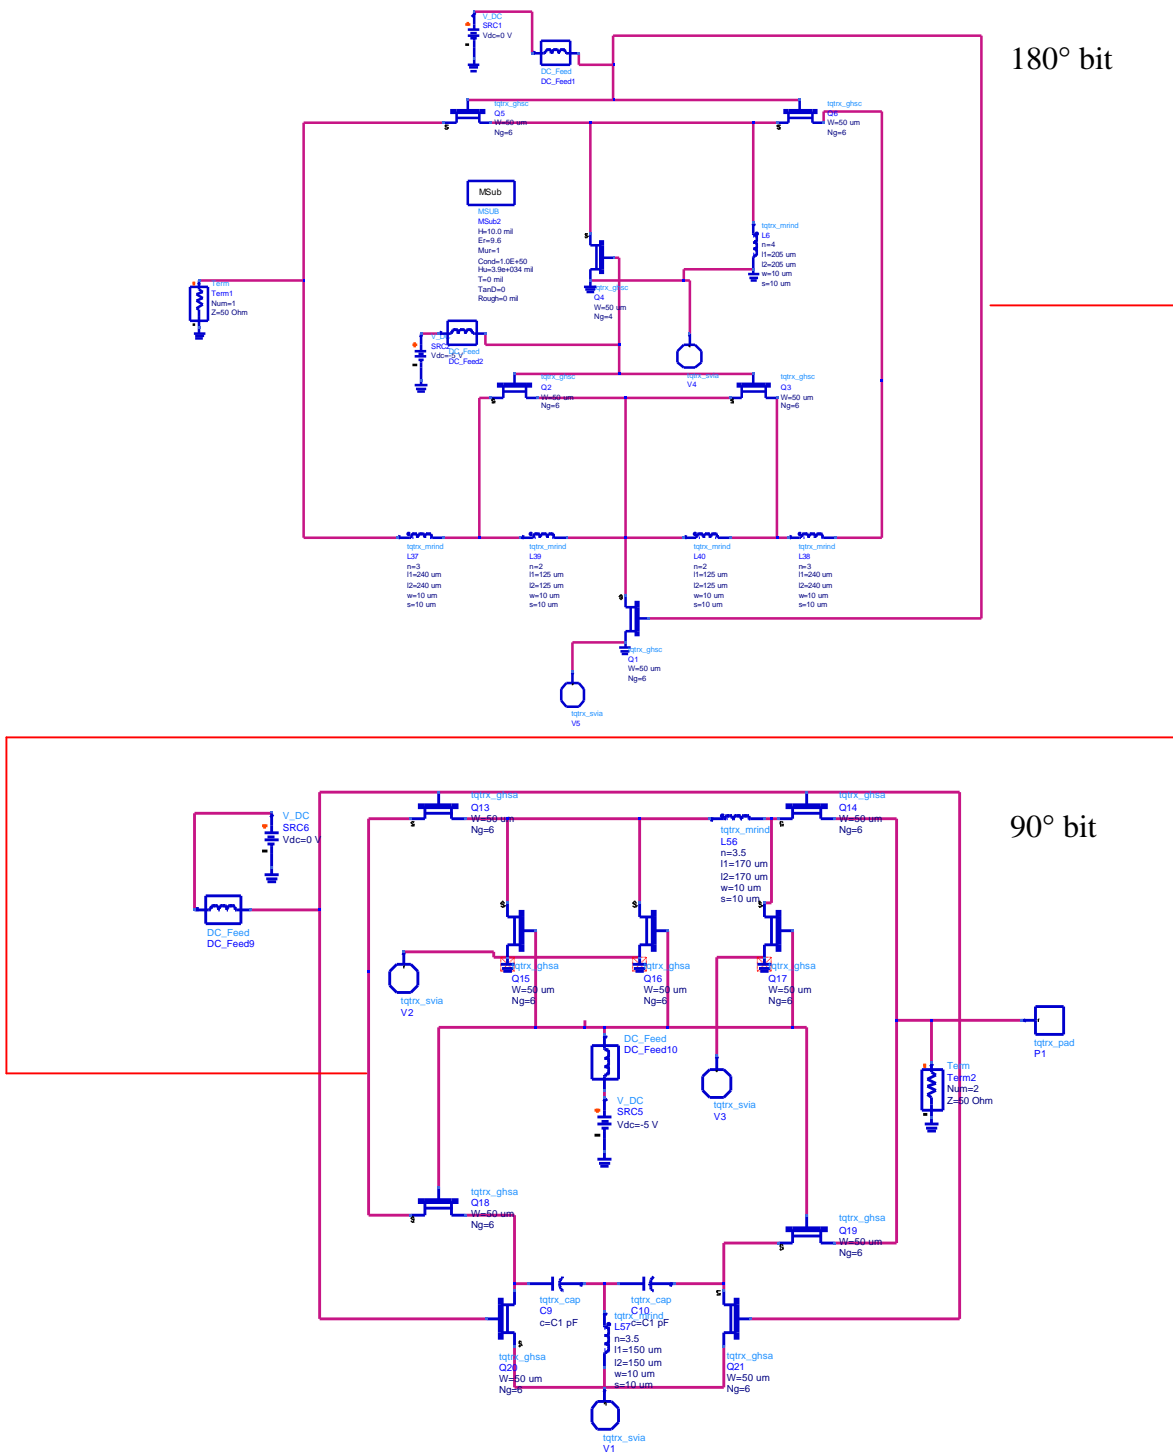 V_DC
SRC1
Vdc=0 V
DC_Feed
DC_Feed1
180° bit
tqtrx_ghsc
Q5
W=50 um
Ng=6
s
tqtrx_ghsc
Q6
W=50 um
Ng=6
s
MSub
MSUB
MSub2
H=10.0 mil
Er=9.6
Mur=1
Cond=1.0E+50
Hu=3.9e+034 mil
T=0 mil
TanD=0
Rough=0 mil
s
tqtrx_ghsc
Q4
W=50 um
Ng=4
tqtrx_mrind
L6
n=4
l1=205 um
l2=205 um
w=10 um
s=10 um
Term
Term1
Num=1
Z=50 Ohm
Vdc=-5 V
DC_Feed
DC_Feed2
tqtrx_svia
V4
tqtrx_ghsc
Q2
W=50 um
Ng=6
s
tqtrx_ghsc
Q3
W=50 um
Ng=6
s
tqtrx_mrind
L37
n=3
l1=240 um
l2=240 um
w=10 um
s=10 um
tqtrx_mrind
L39
n=2
l1=125 um
l2=125 um
w=10 um
s=10 um
tqtrx_mrind
L40
n=2
l1=125 um
l2=125 um
w=10 um
s=10 um
tqtrx_mrind
L38
n=3
l1=240 um
l2=240 um
w=10 um
s=10 um
s
tqtrx_ghsc
Q1
W=50 um
Ng=6
tqtrx_svia
V5
V_DC
SRC6
Vdc=0 V
DC_Feed
DC_Feed9
tqtrx_ghsa
Q13
W=50 um
Ng=6
s
tqtrx_mrind
L56
n=3.5
l1=170 um
l2=170 um
w=10 um
s=10 um
tqtrx_ghsa
Q14
W=50 um
Ng=6
s
90° bit
s
tqtrx_ghsa
Q15
W=50 um
Ng=6
s
tqtrx_ghsa
Q16
W=50 um
Ng=6
s
tqtrx_ghsa
Q17
W=50 um
Ng=6
tqtrx_svia
V2
DC_Feed
DC_Feed10
V_DC
SRC5
Vdc=-5 V
tqtrx_svia
V3
tqtrx_pad
P1
Term
Term2
Num=2
Z=50 Ohm
tqtrx_ghsa
Q18
W=50 um
Ng=6
s
tqtrx_ghsa
Q19
W=50 um
Ng=6
s
tqtrx_cap
C9
c=C1 pF
tqtrx_cap
C10
c=C1 pF
tqtrx_mrind
L57
n=3.5
l1=150 um
l2=150 um
w=10 um
s=10 um
s
tqtrx_ghsa
Q20
W=50 um
Ng=6
s
tqtrx_ghsa
Q21
W=50 um
Ng=6
tqtrx_svia
V1